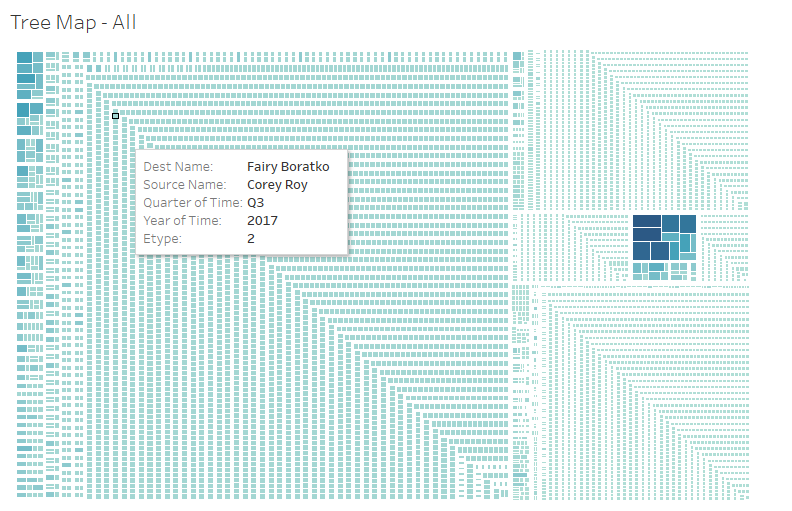 Tree Map - All
Dest Name: Fairy Boratko
Source Name: Corey Roy
Quarter of Time: Q3
Year of Time: 2017
Etype: 2